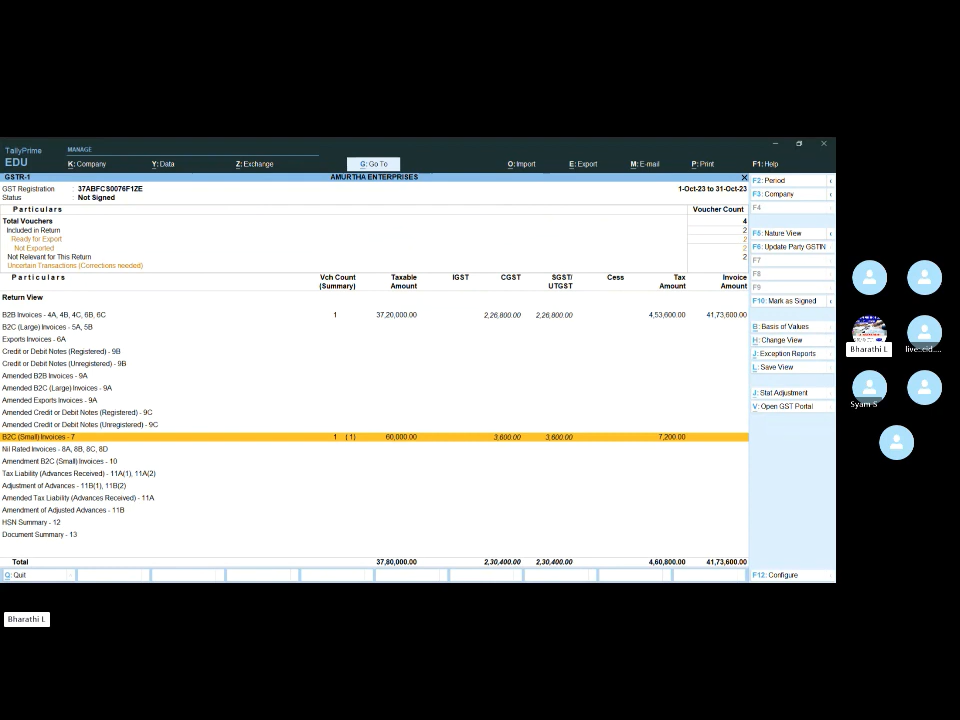 TallyPrime
EDU
MANAGE
K: Company Y: Data Z: Exchange G: Go To O: Import E: Export M: E-mail P: Print F1: Help
GSTR-1 AMURTHA ENTERPRISES
GST Registration : 37ABFCS0076F1ZE 1-Oct-23 to 31-Oct-23
Status : Not Signed
Particulars Voucher Count
Total Vouchers 4
Included in Return 2
Ready for Export 2
Not Exported 2
Not Relevant for This Return 2
Uncertain Transactions (Corrections needed)
Particulars Vch Count Taxable IGST CGST SGST/ Cess Tax Invoice
(Summary) Amount UTGST Amount Amount
Return View
B2B Invoices - 4A, 4B, 4C, 6B, 6C 1 37,20,000.00 2,26,800.00 2,26,800.00 4,53,600.00 41,73,600.00
B2C (Large) Invoices - 5A, 5B
Exports Invoices - 6A
Credit or Debit Notes (Registered) - 9B
Credit or Debit Notes (Unregistered) - 9B
Amended B2B Invoices - 9A
Amended B2C (Large) Invoices - 9A
Amended Exports Invoices - 9A
Amended Credit or Debit Notes (Registered) - 9C
Amended Credit or Debit Notes (Unregistered) - 9C
B2C (Small) Invoices - 7 1 (1) 60,000.00 3,600.00 3,600.00 7,200.00
Nil Rated Invoices - 8A, 8B, 8C, 8D
Amendment B2C (Small) Invoices - 10
Tax Liability (Advances Received) - 11A(1), 11A(2)
Adjustment of Advances - 11B(1), 11B(2)
Amended Tax Liability (Advances Received) - 11A
Amendment of Adjusted Advances - 11B
HSN Summary - 12
Document Summary - 13
Total 37,80,000.00 2,30,400.00 2,30,400.00 4,60,800.00 41,73,600.00
Q: Quit
F2: Period
F3: Company
F4
F5: Nature View
F6: Update Party GSTIN
F7
F8
F9
F10: Mark as Signed
B: Basis of Values
H: Change View
J: Exception Reports
L: Save View
J: Stat Adjustment
V: Open GST Portal
F12: Configure
Bharathi L
live:.cid....
Syam S
Bharathi L